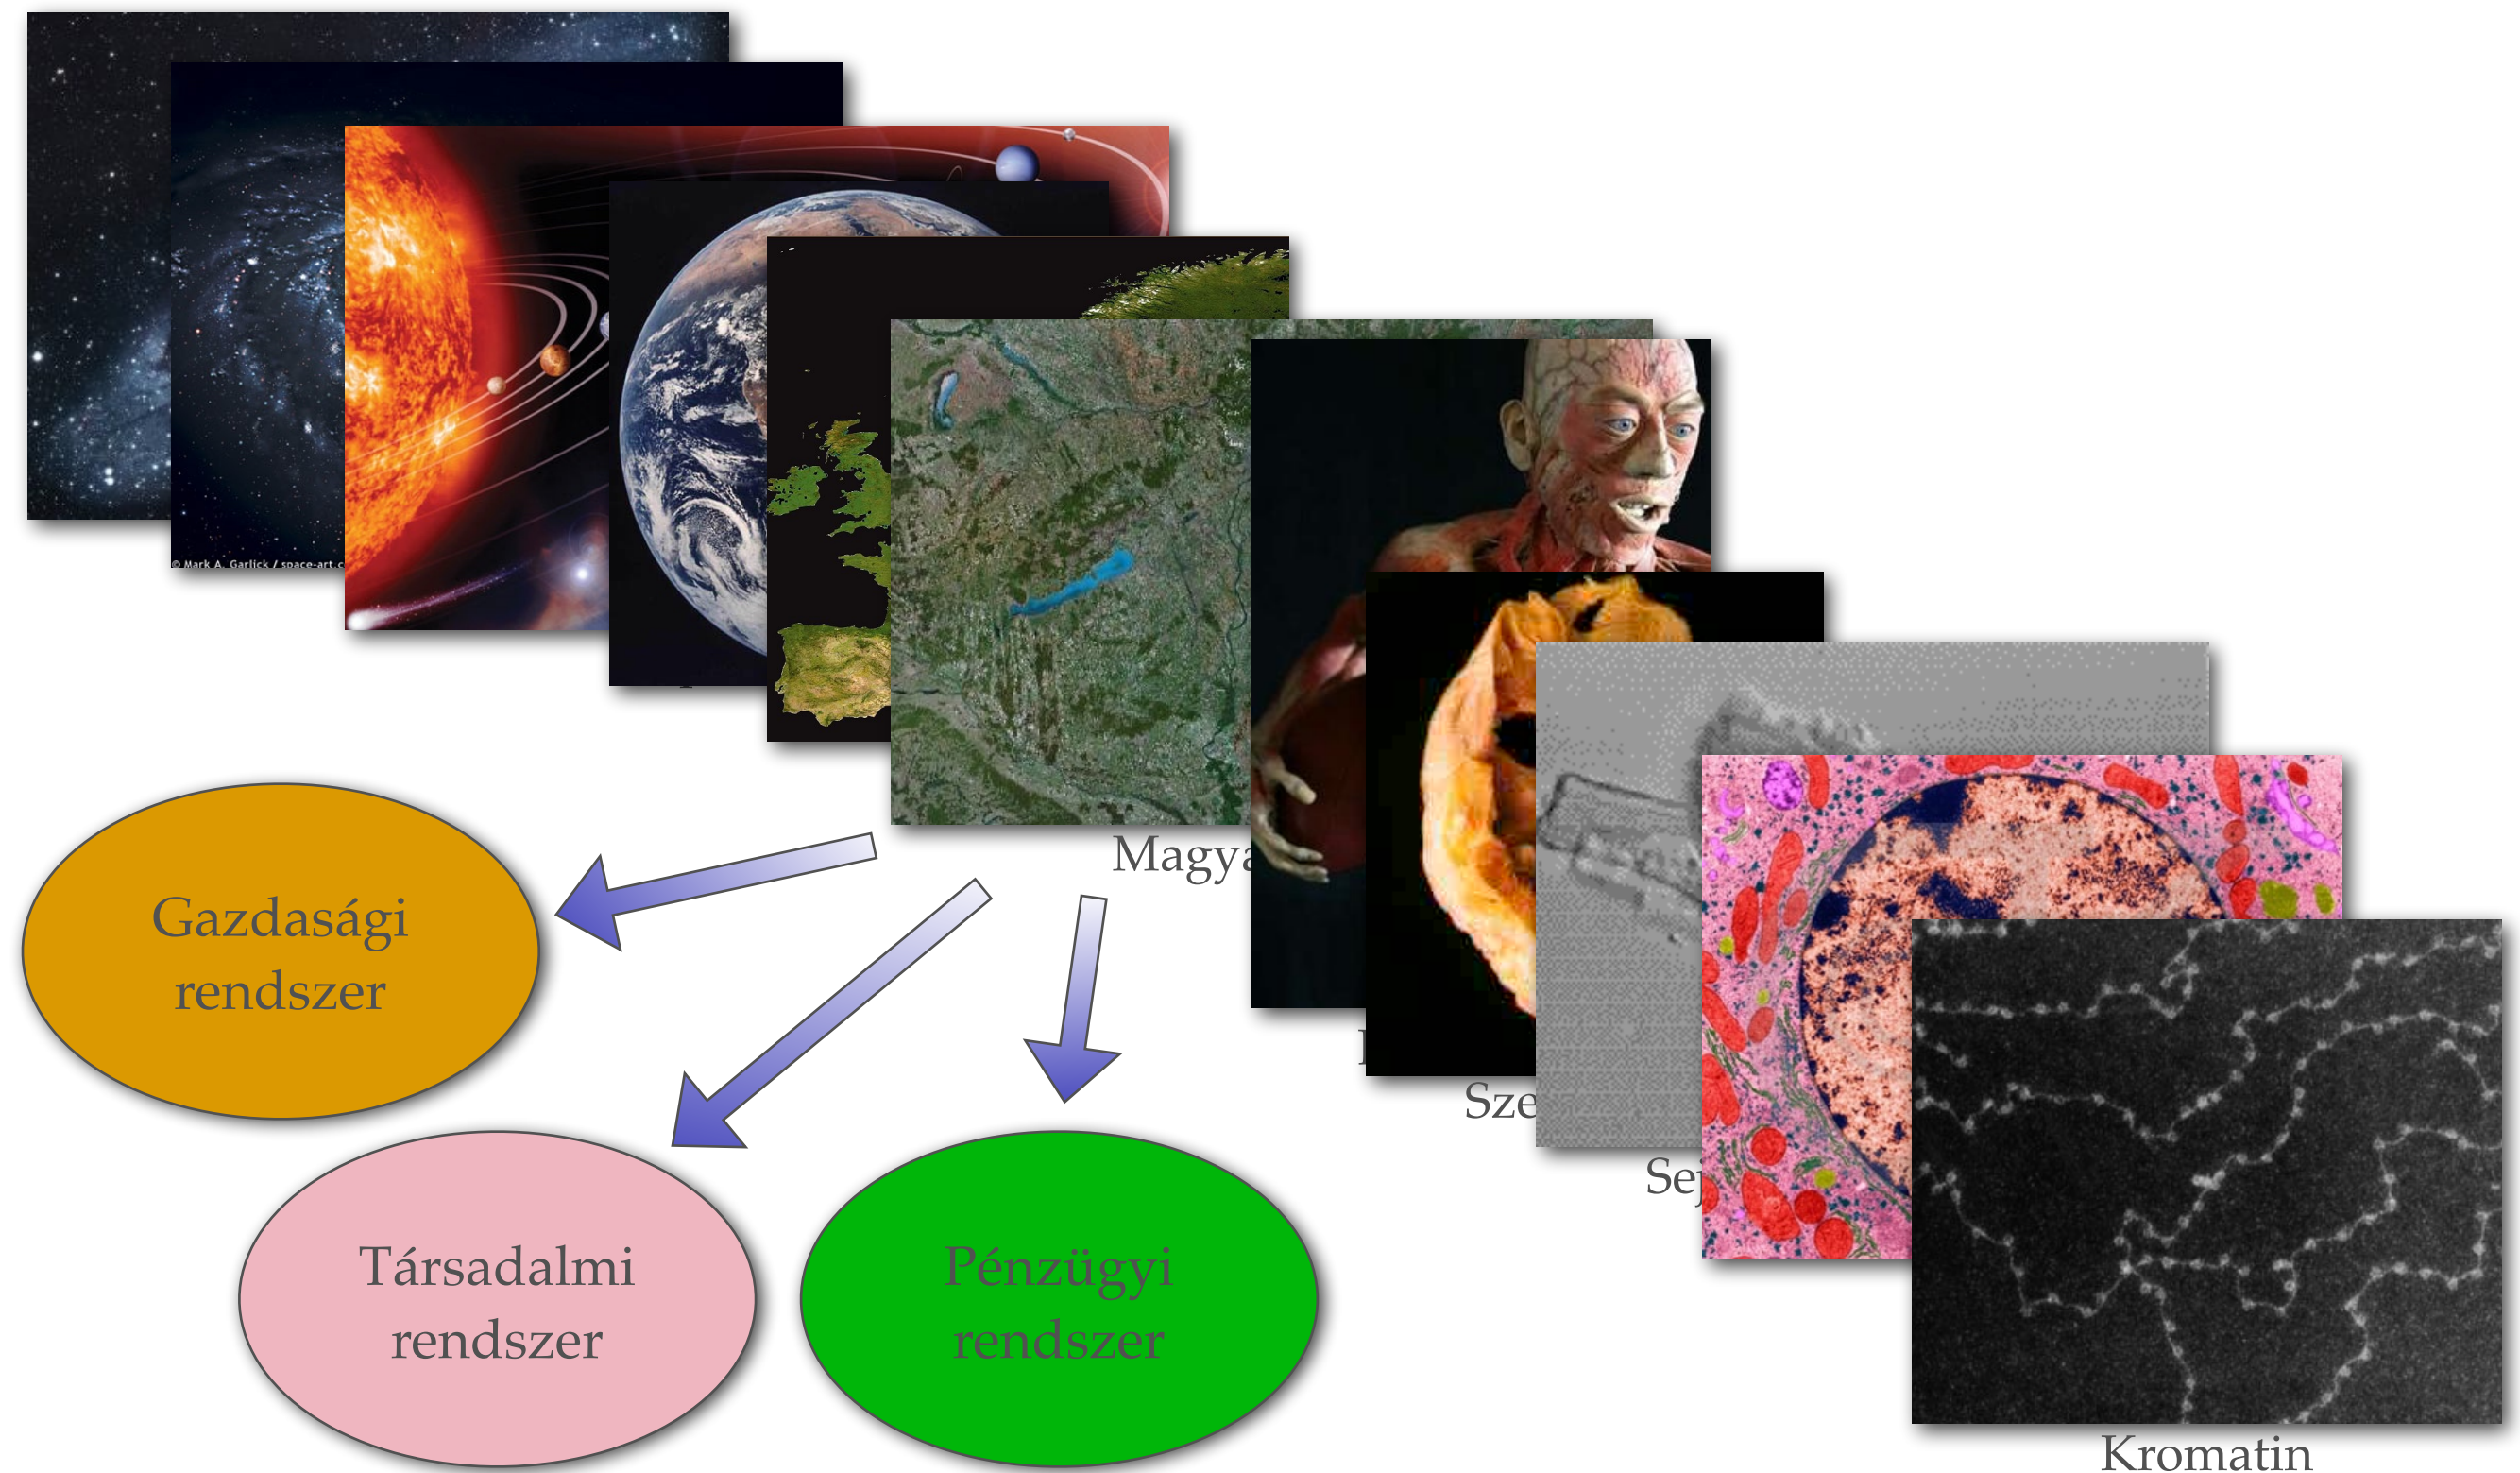 © Mark A. Garlick / space-art.c
Magya
Gazdasági
rendszer
Sze
Sej
Társadalmi
rendszer
Pénzügyi
rendszer
Kromatin